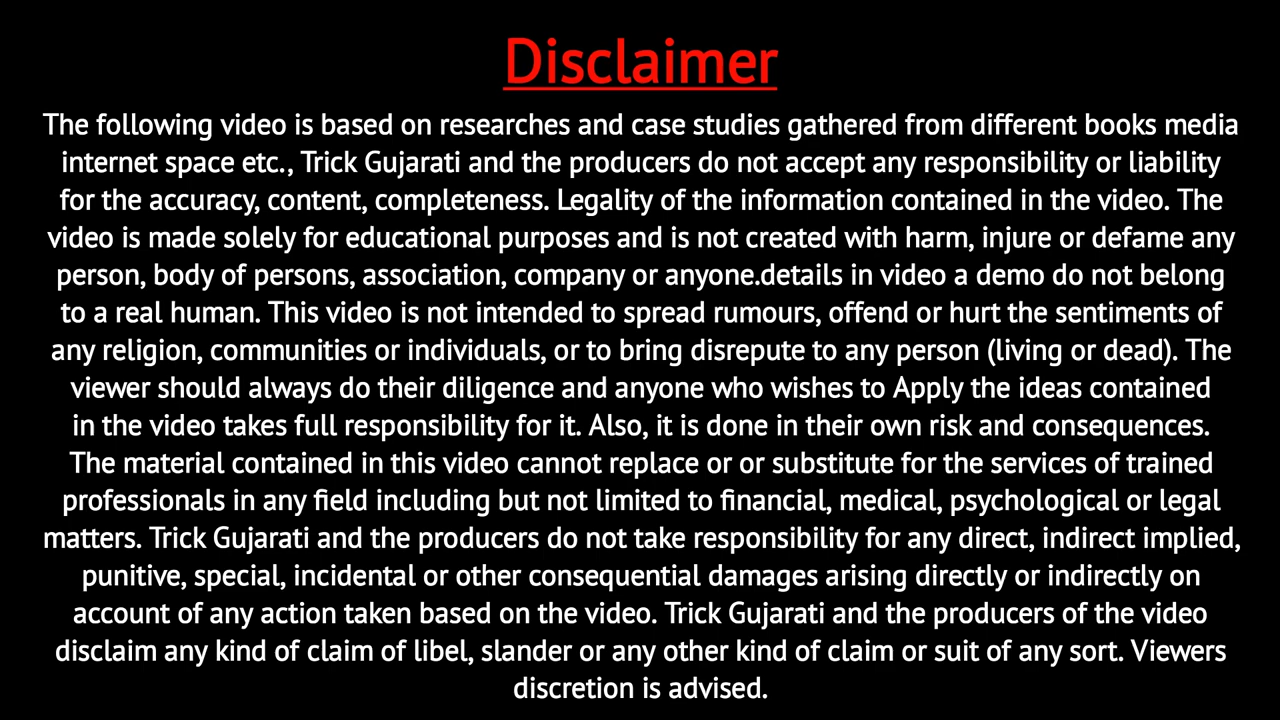 Disclaimer
The following video is based on researches and case studies gathered from different books media
internet space etc., Trick Gujarati and the producers do not accept any responsibility or liability
for the accuracy, content, completeness. Legality of the information contained in the video. The
video is made solely for educational purposes and is not created with harm, injure or defame any
person, body of persons, association, company or anyone.details in video a demo do not belong
to a real human. This video is not intended to spread rumours, offend or hurt the sentiments of
any religion, communities or individuals, or to bring disrepute to any person (living or dead). The
viewer should always do their diligence and anyone who wishes to Apply the ideas contained
in the video takes full responsibility for it. Also, it is done in their own risk and consequences.
The material contained in this video cannot replace or or substitute for the services of trained
professionals in any field including but not limited to financial, medical, psychological or legal
matters. Trick Gujarati and the producers do not take responsibility for any direct, indirect implied,
punitive, special, incidental or other consequential damages arising directly or indirectly on
account of any action taken based on the video. Trick Gujarati and the producers of the video
disclaim any kind of claim of libel, slander or any other kind of claim or suit of any sort. Viewers
discretion is advised.